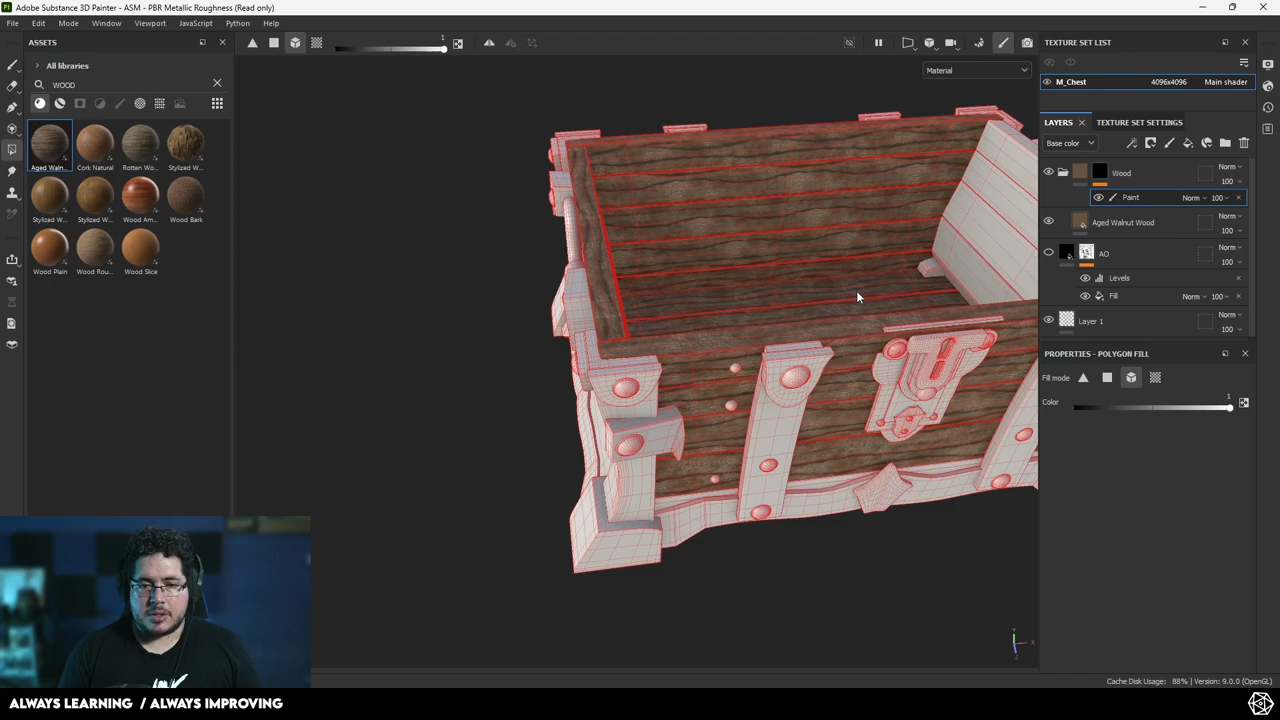 Pt Adobe Substance 3D Painter - ASM - PBR Metallic Roughness (Read only)
File Edit Mode Window Viewport JavaScript Python Help
ASSETS
All libraries
WOOD
Aged Waln...
Cork Natural
Rotten Wo...
Stylized W...
Stylized W...
Stylized W...
Wood Am...
Wood Bark
Wood Plain
Wood Rou...
Wood Slice
1
Material
TEXTURE SET LIST
M_Chest 4096x4096 Main shader
LAYERS TEXTURE SET SETTINGS
Base color
Wood Norm 100
Paint Norm 100
Aged Walnut Wood Norm 100
AO Norm 100
Levels
Fill Norm 100
Layer 1 Norm 100
PROPERTIES - POLYGON FILL
Fill mode
Color 1
Y
X
Z
Cache Disk Usage: 88% | Version: 9.0.0 (OpenGL)
ALWAYS LEARNING / ALWAYS IMPROVING